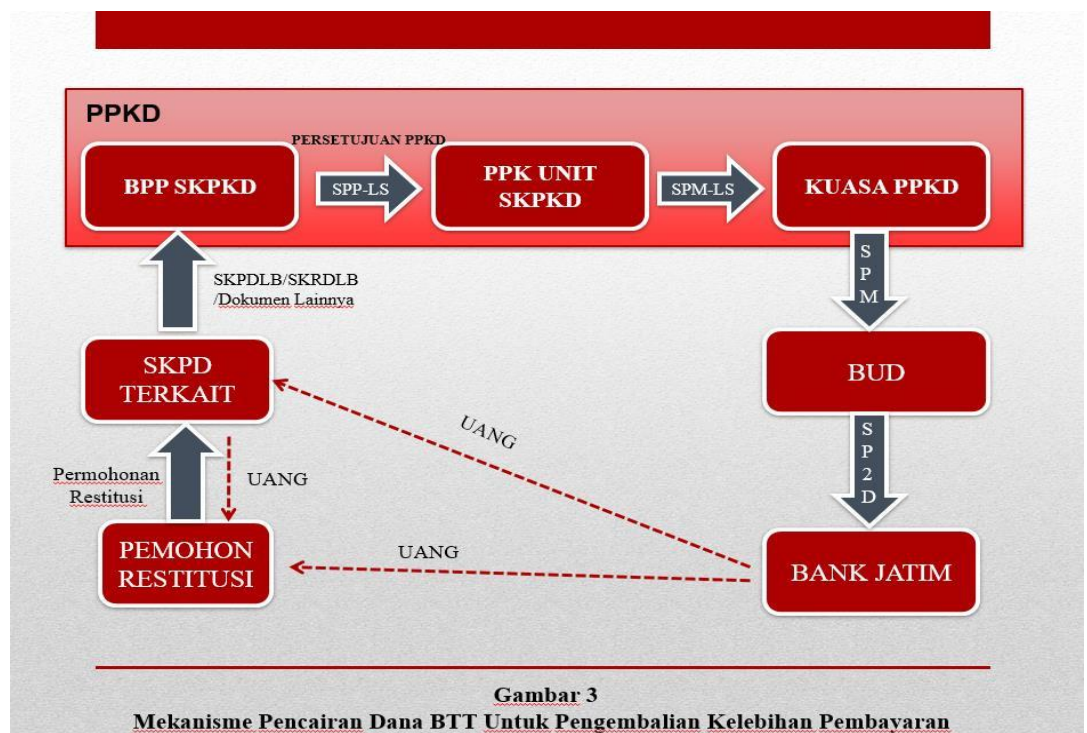 PPKD
PERSETUJUAN PPKD
BPP SKPKD
SPP-LS
PPK UNIT
SKPKD
SPM-LS
KUASA PPKD
SKPDLB/SKRDLB
/Dokumen Lainnya
SPM
SKPD
TERKAIT
BUD
UANG
Permohonan
Restitusi
UANG
SP2D
PEMOHON
RESTITUSI
UANG
BANK JATIM
Gambar 3
Mekanisme Pencairan Dana BTT Untuk Pengembalian Kelebihan Pembayaran